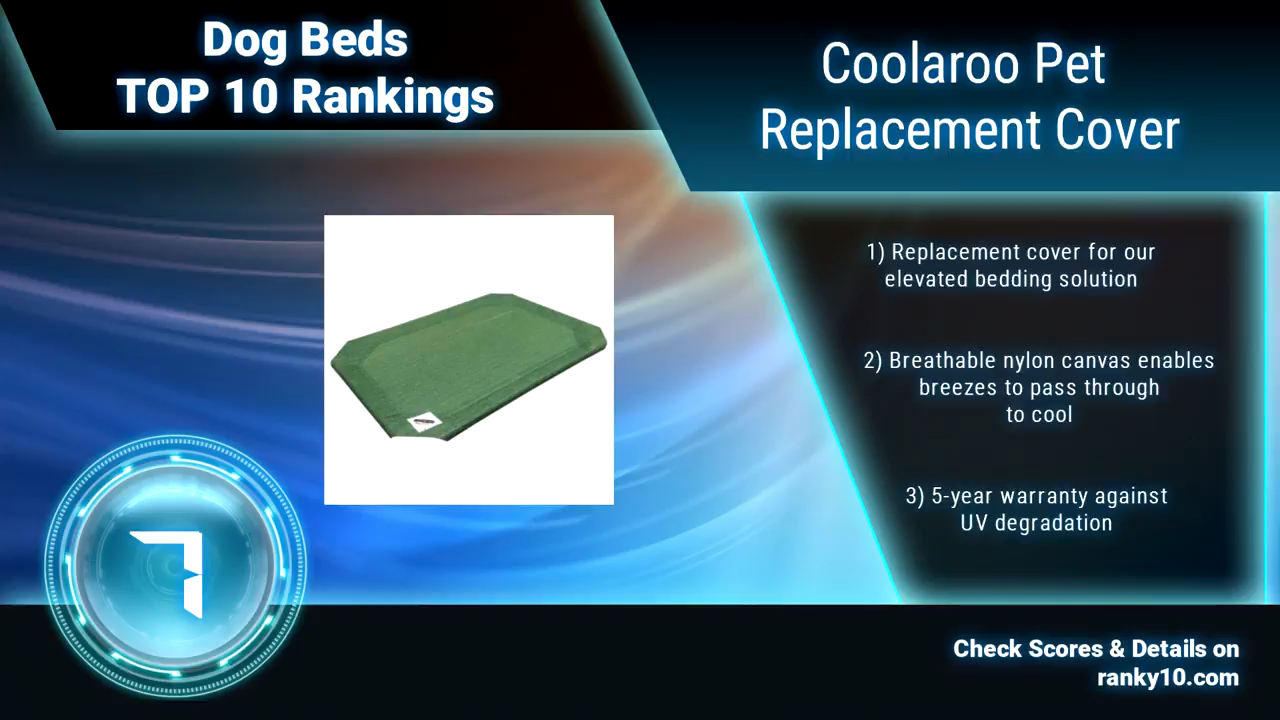 Dog Beds
TOP 10 Rankings
Coolaroo Pet
Replacement Cover
1) Replacement cover for our
elevated bedding solution
2) Breathable nylon canvas enables
breezes to pass through
to cool
3) 5-year warranty against
UV degradation
7
Check Scores & Details on
ranky10.com